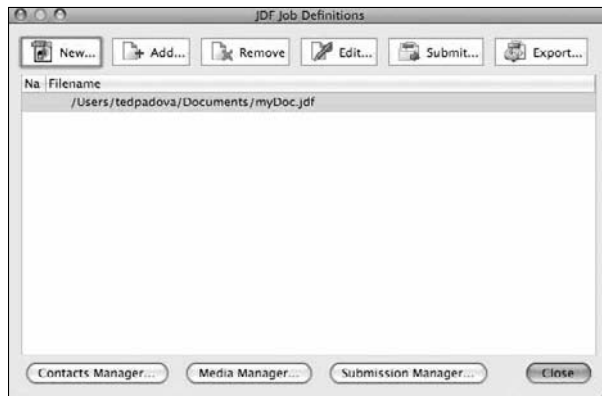 JDF Job Definitions
New... Add... Remove Edit... Submit... Export...
Na Filename
/Users/tedpadova/Documents/myDoc.jdf
Contacts Manager... Media Manager... Submission Manager... Close